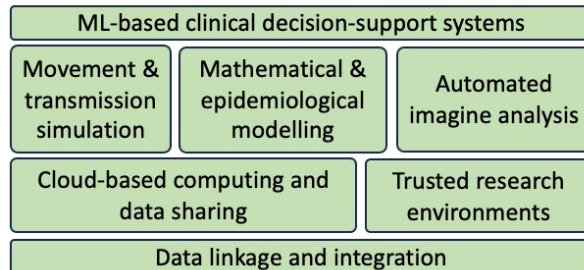 ML-based clinical decision-support systems
Movement &
transmission
simulation
Mathematical &
epidemiological
modelling
Automated
imagine analysis
Cloud-based computing and
data sharing
Trusted research
environments
Data linkage and integration